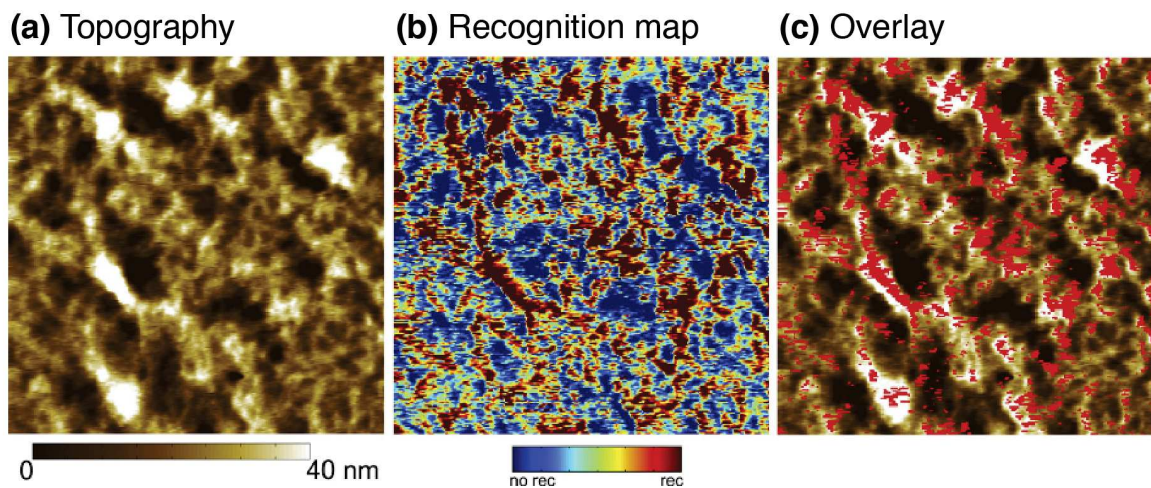 (a) Topography
(b) Recognition map
(c) Overlay
0 40 nm
no rec rec